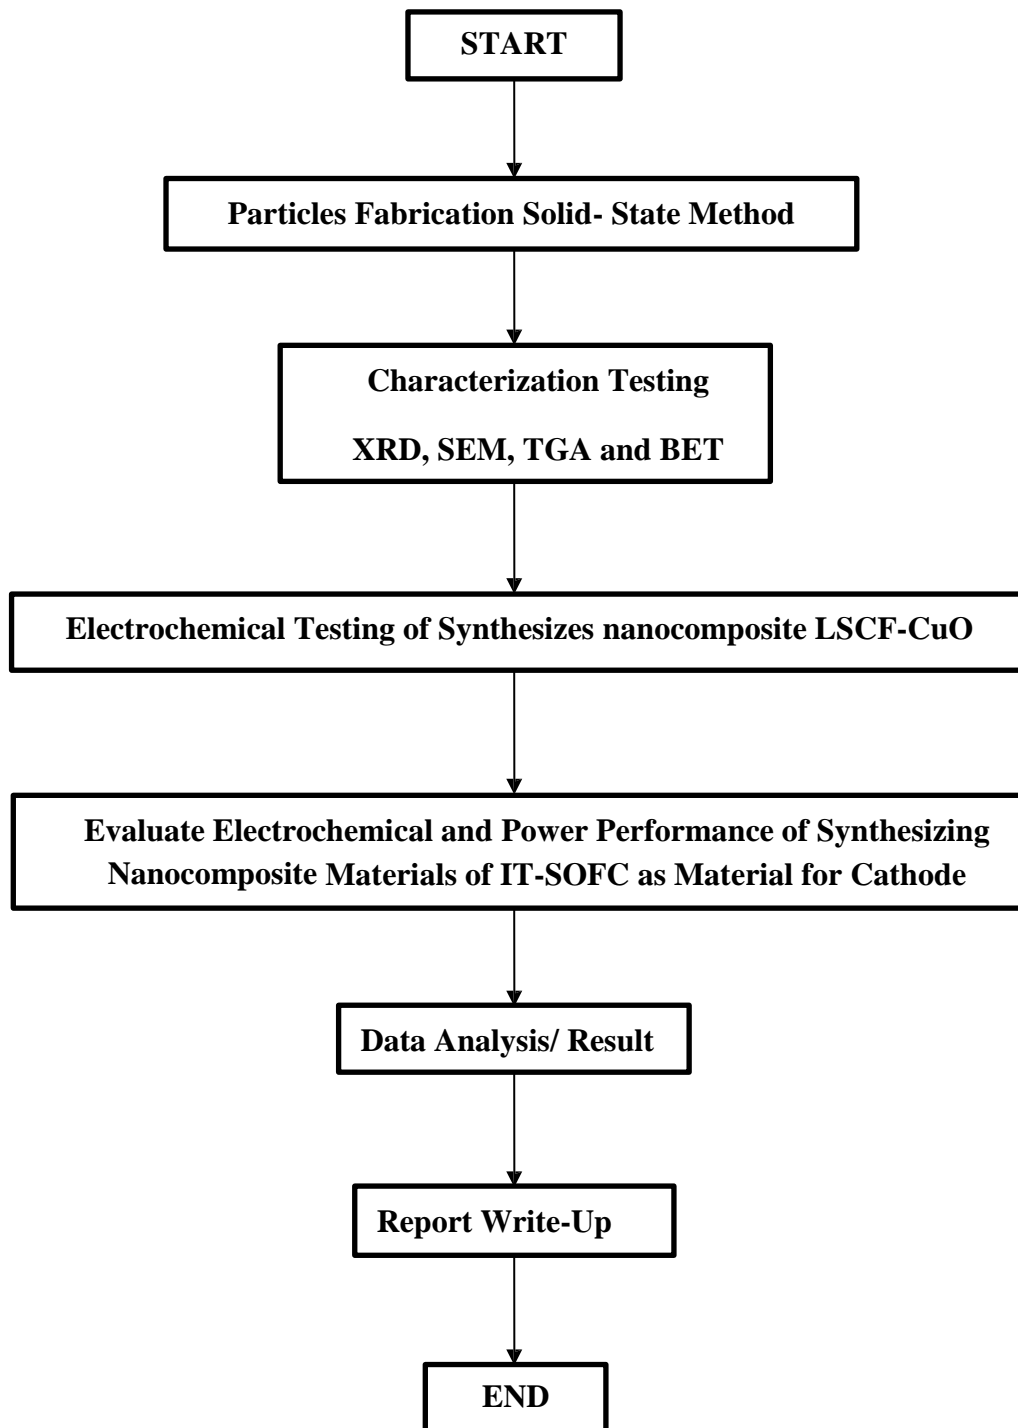 START
Particles Fabrication Solid- State Method
Characterization Testing
XRD, SEM, TGA and BET
Electrochemical Testing of Synthesizes nanocomposite LSCF-CuO
Evaluate Electrochemical and Power Performance of Synthesizing
Nanocomposite Materials of IT-SOFC as Material for Cathode
Data Analysis/ Result
Report Write-Up
END